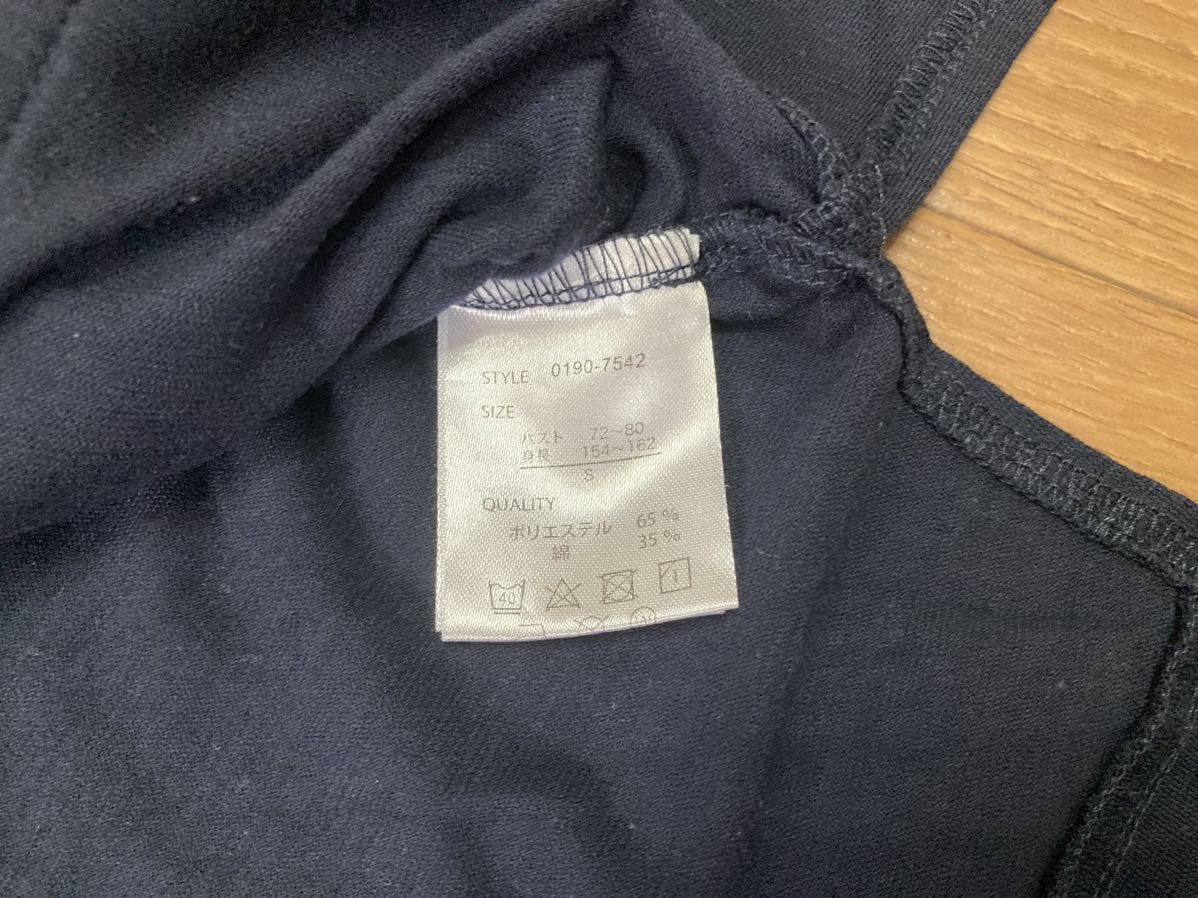 STYLE 0190-7542
SIZE
バスト 72～80
身長 154～162
S
QUALITY
ポリエステル 65%
綿 35%
40